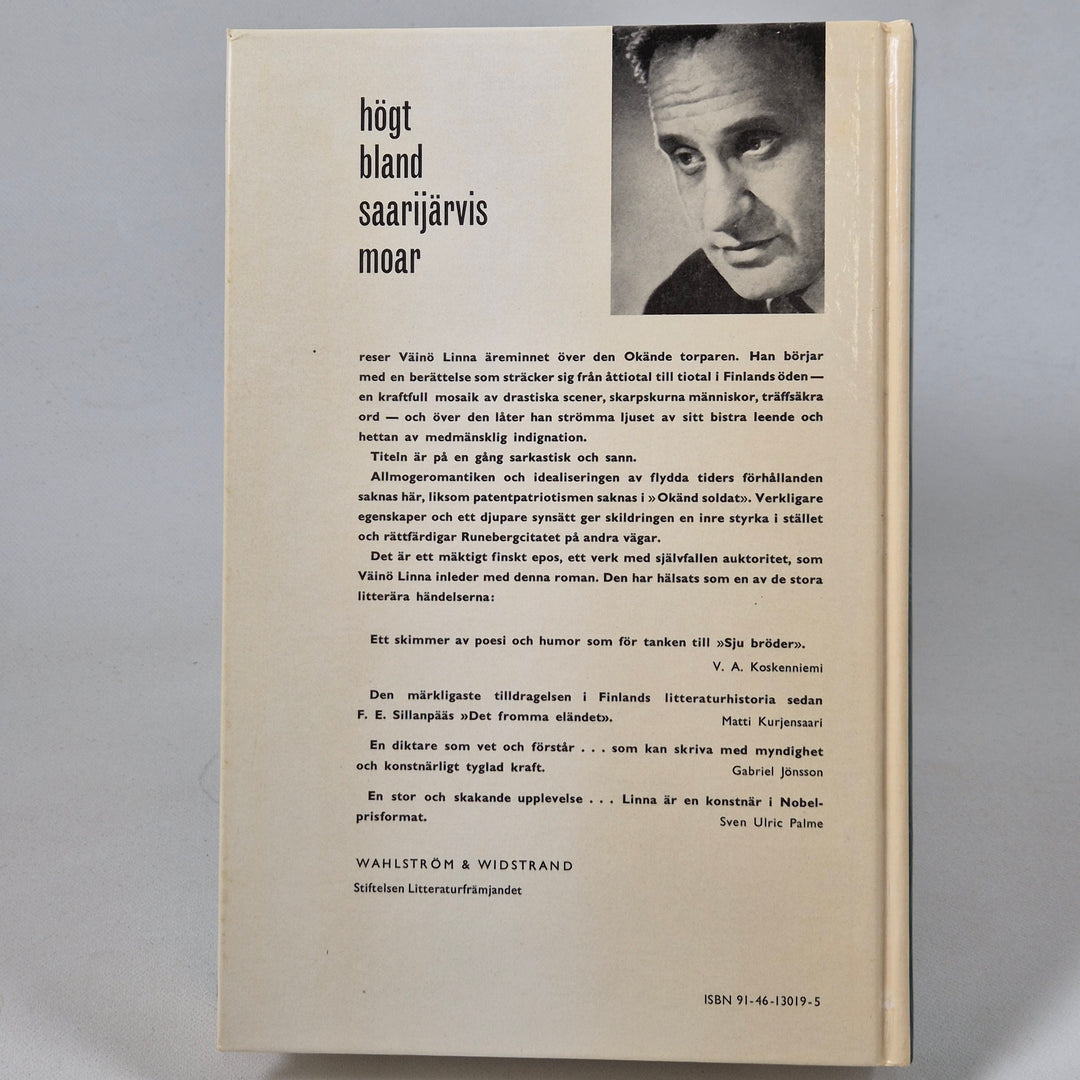 högt
bland
saarijärvis
moar
reser Väinö Linna äreminnet över den Okände torparen. Han börjar
med en berättelse som sträcker sig från åttiotal till tiotal i Finlands öden —
en kraftfull mosaik av drastiska scener, skarpskurna människor, träffsäkra
ord — och över den låter han strömma ljuset av sitt bistra leende och
hettan av medmänsklig indignation.
Titeln är på en gång sarkastisk och sann.
Allmogeromantiken och idealiseringen av flydda tiders förhållanden
saknas här, liksom patentpatriotismen saknas i »Okänd soldat». Verkligare
egenskaper och ett djupare synsätt ger skildringen en inre styrka i stället
och rättfärdigar Runebergcitatet på andra vägar.
Det är ett mäktigt finskt epos, ett verk med självfallen auktoritet, som
Väinö Linna inleder med denna roman. Den har hälsats som en av de stora
litterära händelserna:
Ett skimmer av poesi och humor som för tanken till »Sju bröder».
V. A. Koskenniemi
Den märkligaste tilldragelsen i Finlands litteraturhistoria sedan
F. E. Sillanpääs »Det fromma eländet».
Matti Kurjensaari
En diktare som vet och förstår . . . som kan skriva med myndighet
och konstnärligt tyglad kraft.
Gabriel Jönsson
En stor och skakande upplevelse . . . Linna är en konstnär i Nobel-
prisformat.
Sven Ulric Palme
WAHLSTRÖM & WIDSTRAND
Stiftelsen Litteraturfrämjandet
ISBN 91-46-13019-5